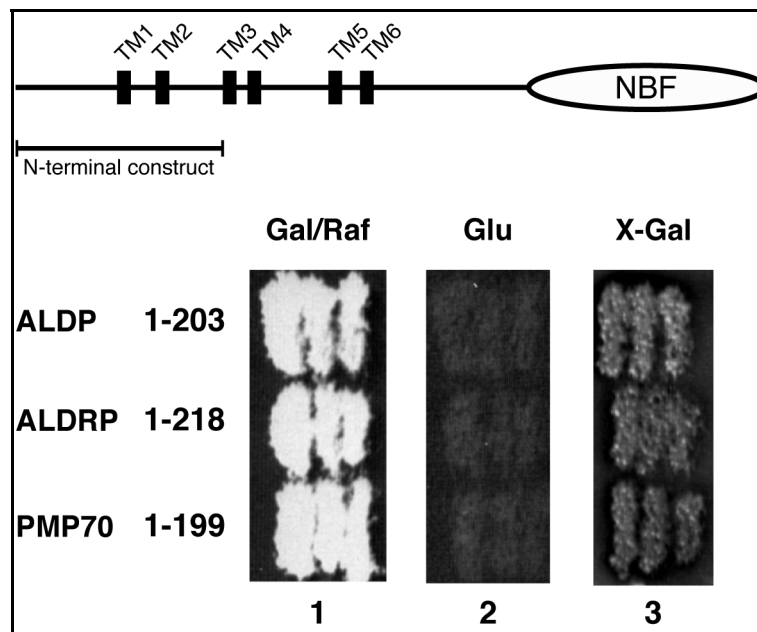 TM1 TM2 TM3 TM4 TM5 TM6
NBF
N-terminal construct
Gal/Raf Glu X-Gal
ALDP 1-203
ALDRP 1-218
PMP70 1-199
1 2 3